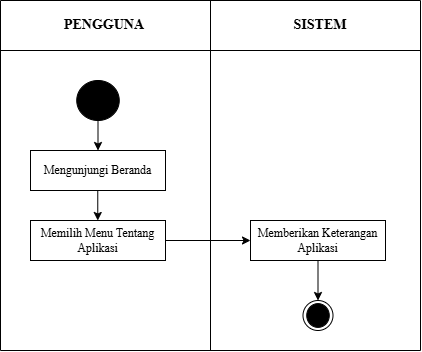 PENGGUNA
SISTEM
Mengunjungi Beranda
Memilih Menu Tentang
Aplikasi
Memberikan Keterangan
Aplikasi